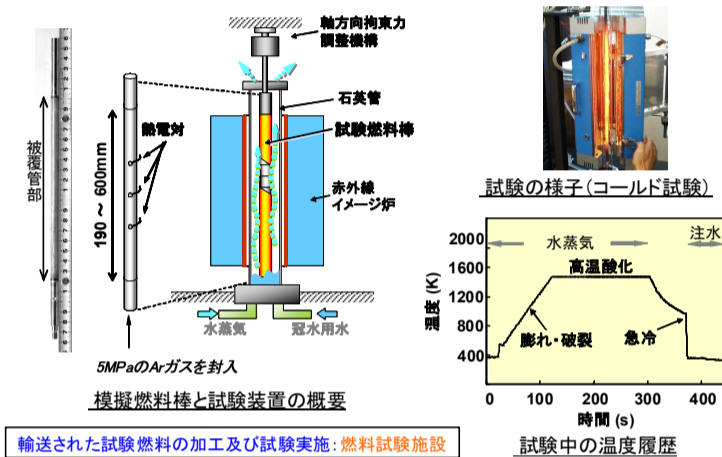 軸方向拘束力
調整機構
石英管
試験燃料棒
被覆管部
熱電対
190 ～ 600mm
赤外線
イメージ炉
水蒸気
冠水用水
5MPaのArガスを封入
模擬燃料棒と試験装置の概要
輸送された試験燃料の加工及び試験実施：燃料試験施設
試験の様子（コールド試験）
注水
水蒸気
高温酸化
膨れ・破裂
急冷
温度 (K)
2000
1600
1200
800
400
0 100 200 300 400
時間 (s)
試験中の温度履歴